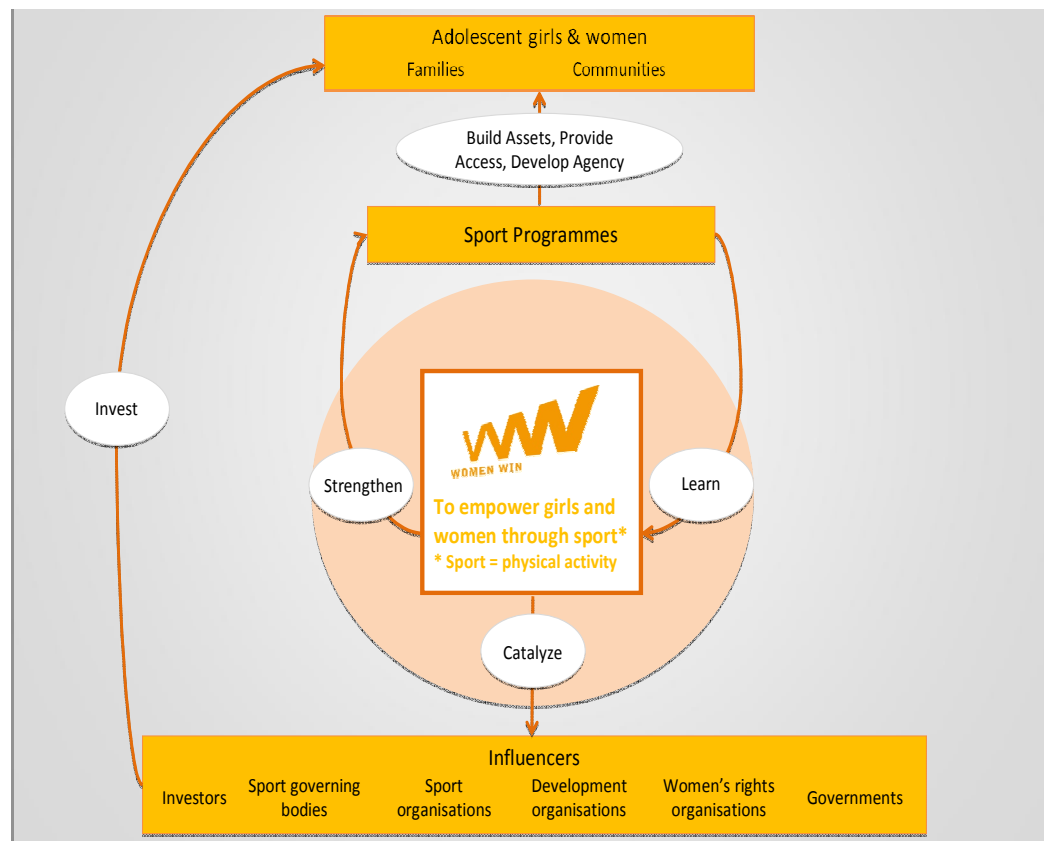 Adolescent girls & women
Families Communities
Build Assets, Provide
Access, Develop Agency
Sport Programmes
Invest
Strengthen
Learn
WOMEN WIN
To empower girls and
women through sport*
* Sport = physical activity
Catalyze
Influencers
Investors
Sport governing
bodies
Sport
organisations
Development
organisations
Women's rights
organisations
Governments